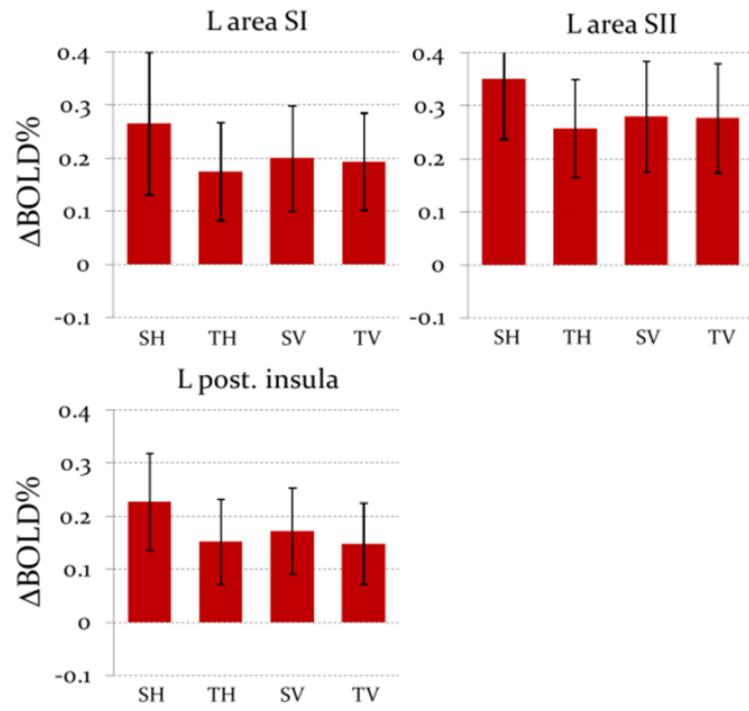 L area SI
ΔBOLD%
0.4
0.3
0.2
0.1
0
-0.1
SH TH SV TV
L area SII
0.4
0.3
0.2
0.1
0
-0.1
SH TH SV TV
L post. insula
ΔBOLD%
0.4
0.3
0.2
0.1
0
-0.1
SH TH SV TV